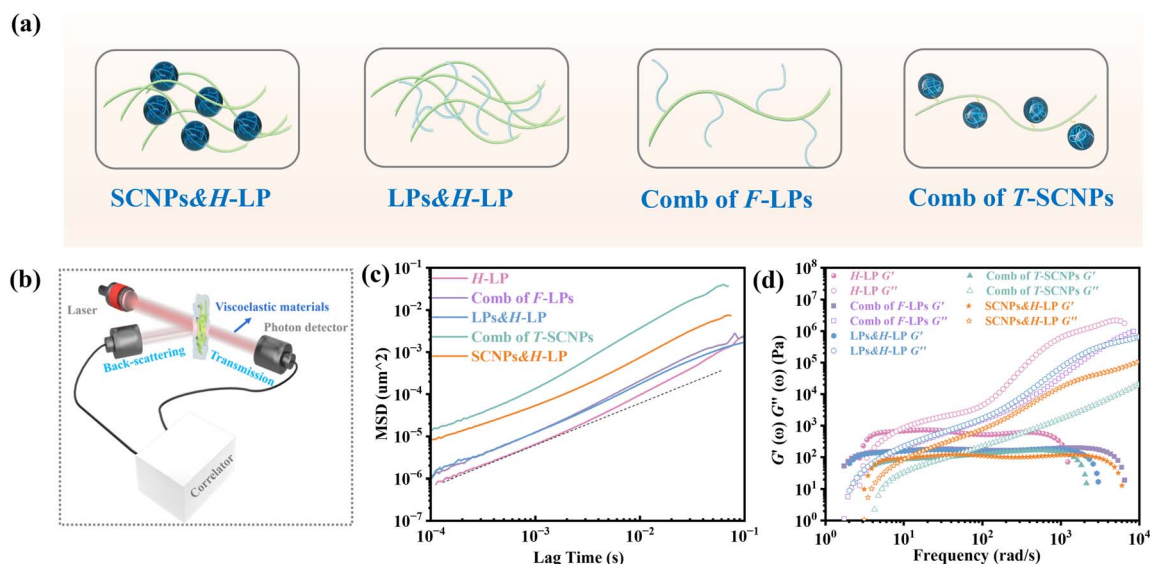 (a)
SCNPs&H-LP
LPs&H-LP
Comb of F-LPs
Comb of T-SCNPs
(b)
Laser
Viscoelastic materials
Photon detector
Back-scattering
Transmission
Correlator
(c)
10^-1
10^-2
10^-3
10^-4
10^-5
10^-6
10^-7
MSD (um^2)
H-LP
Comb of F-LPs
LPs&H-LP
Comb of T-SCNPs
SCNPs&H-LP
10^-4
10^-3
10^-2
10^-1
Lag Time (s)
(d)
10^8
10^7
10^6
10^5
10^4
10^3
10^2
10^1
10^0
G' (ω) G'' (ω) (Pa)
H-LP G'
H-LP G''
Comb of F-LPs G'
Comb of F-LPs G''
LPs&H-LP G'
LPs&H-LP G''
Comb of T-SCNPs G'
Comb of T-SCNPs G''
SCNPs&H-LP G'
SCNPs&H-LP G''
10^0
10^1
10^2
10^3
10^4
Frequency (rad/s)